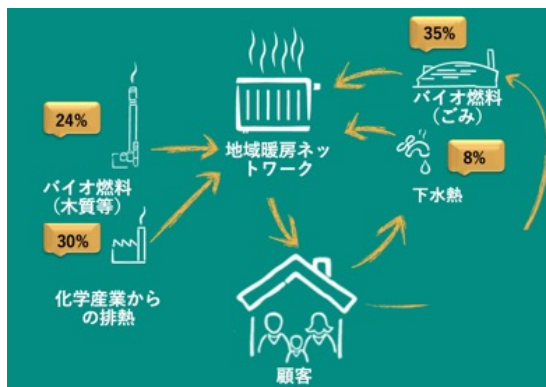 35%
バイオ燃料
（ごみ）
24%
地域暖房ネッ
トワーク
8%
下水熱
バイオ燃料
（木質等）
30%
化学産業から
の排熱
顧客